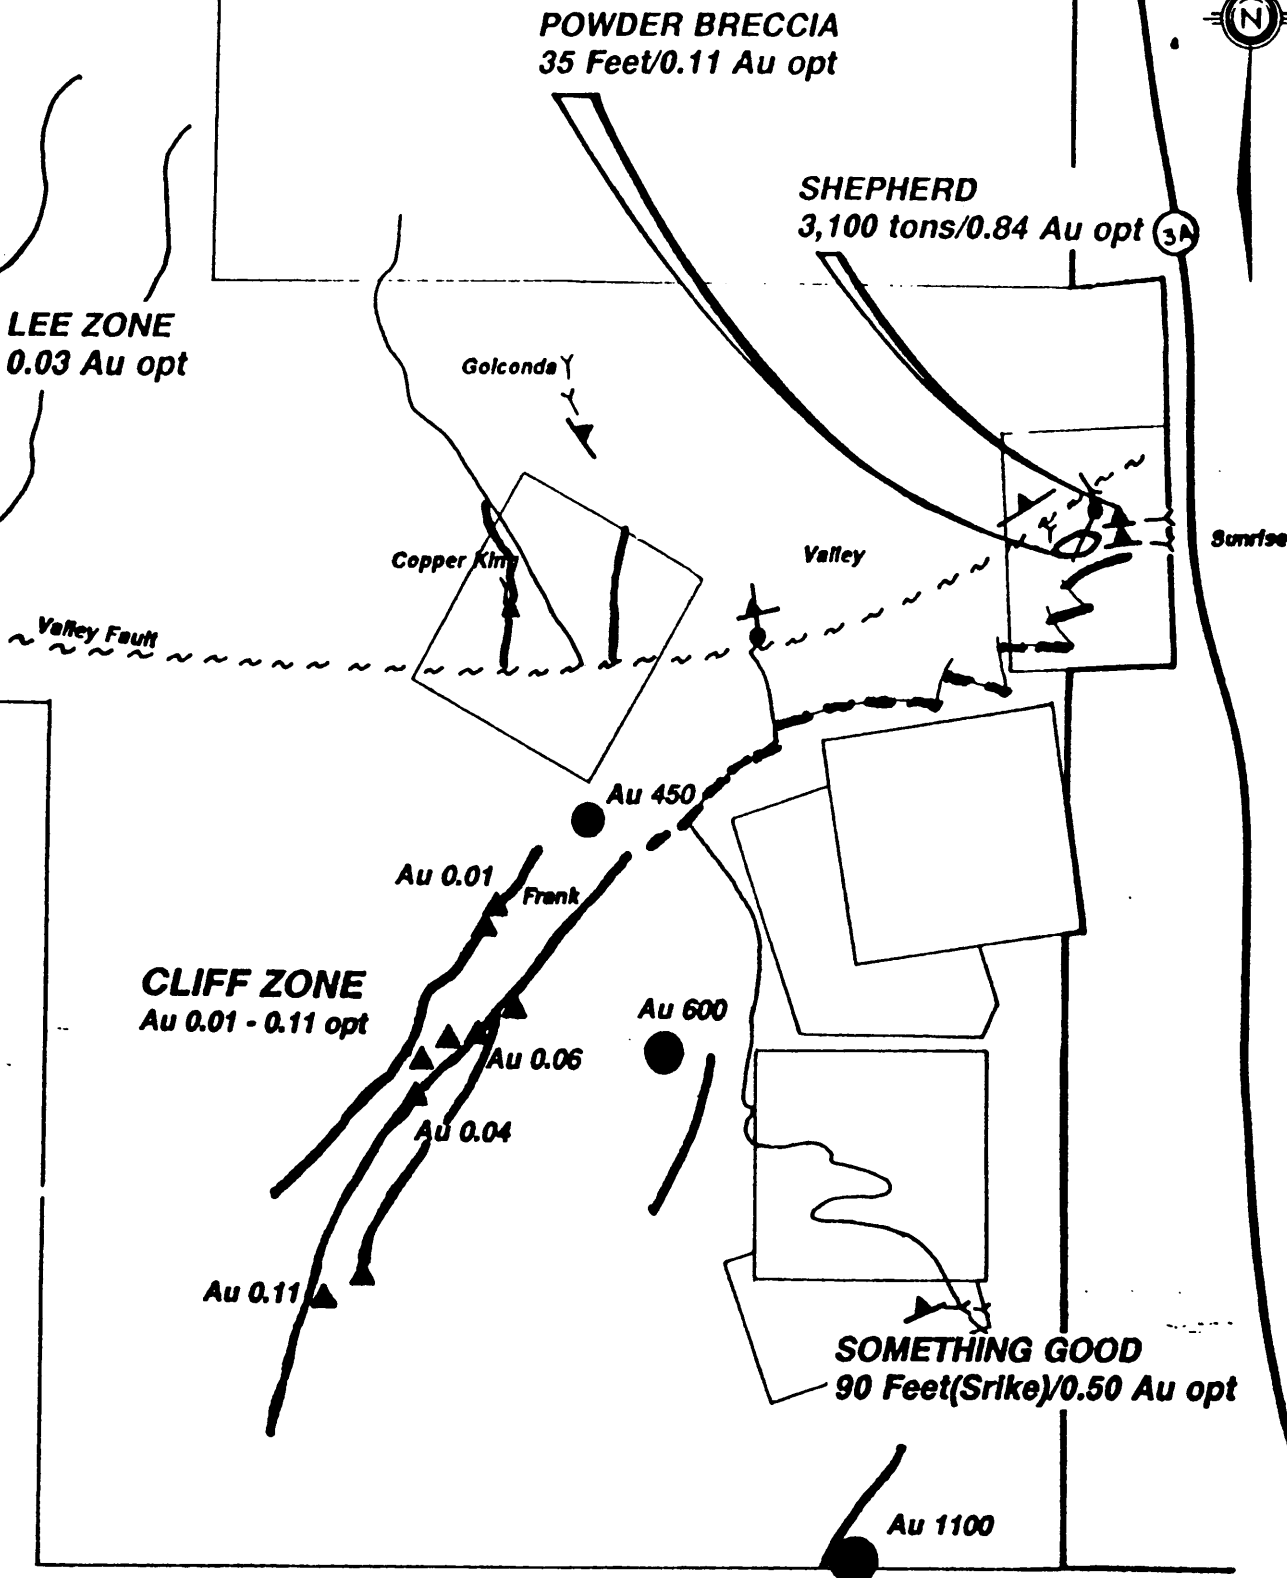 N
POWDER BRECCIA
35 Feet/0.11 Au opt
SHEPHERD
3,100 tons/0.84 Au opt
3A
LEE ZONE
0.03 Au opt
Golconda
Copper King
Valley
Sunrise
Valley Fault
Au 450
Au 0.01
Frank
CLIFF ZONE
Au 0.01 - 0.11 opt
Au 600
Au 0.06
Au 0.04
Au 0.11
SOMETHING GOOD
90 Feet(Srike)/0.50 Au opt
Au 1100